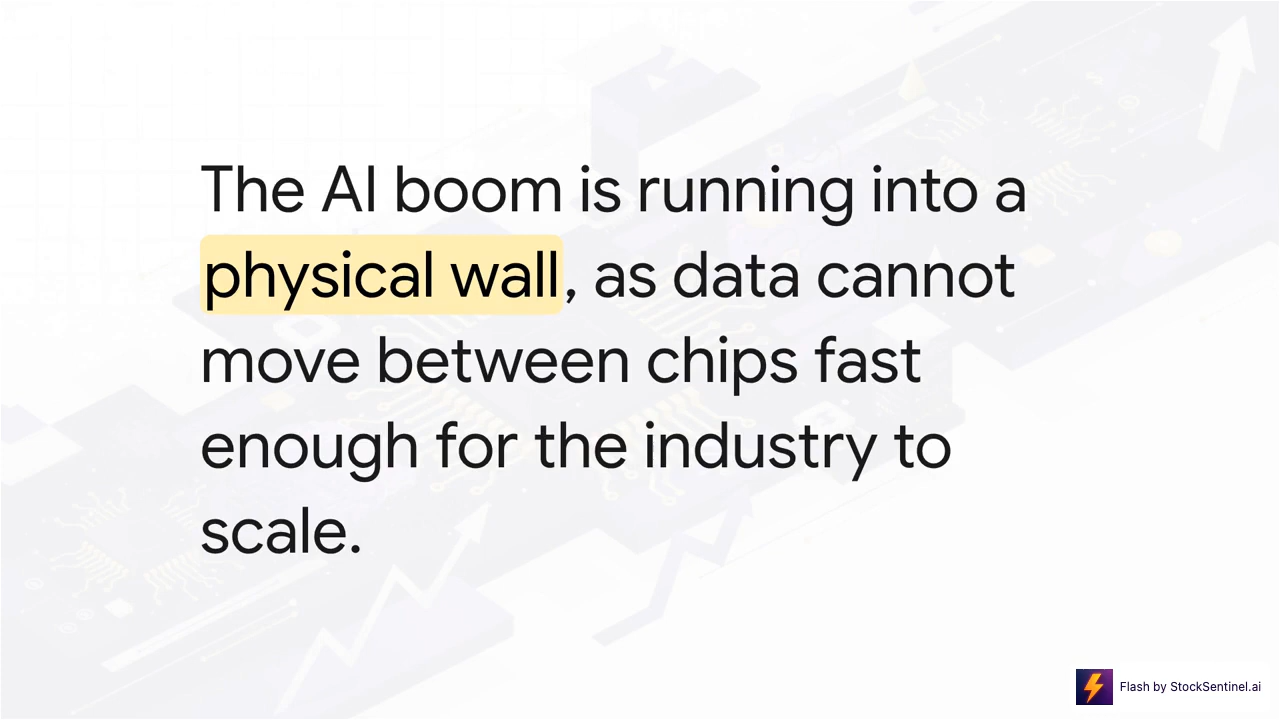 The AI boom is running into a
physical wall, as data cannot
move between chips fast
enough for the industry to
scale.
Flash by StockSentinel.ai